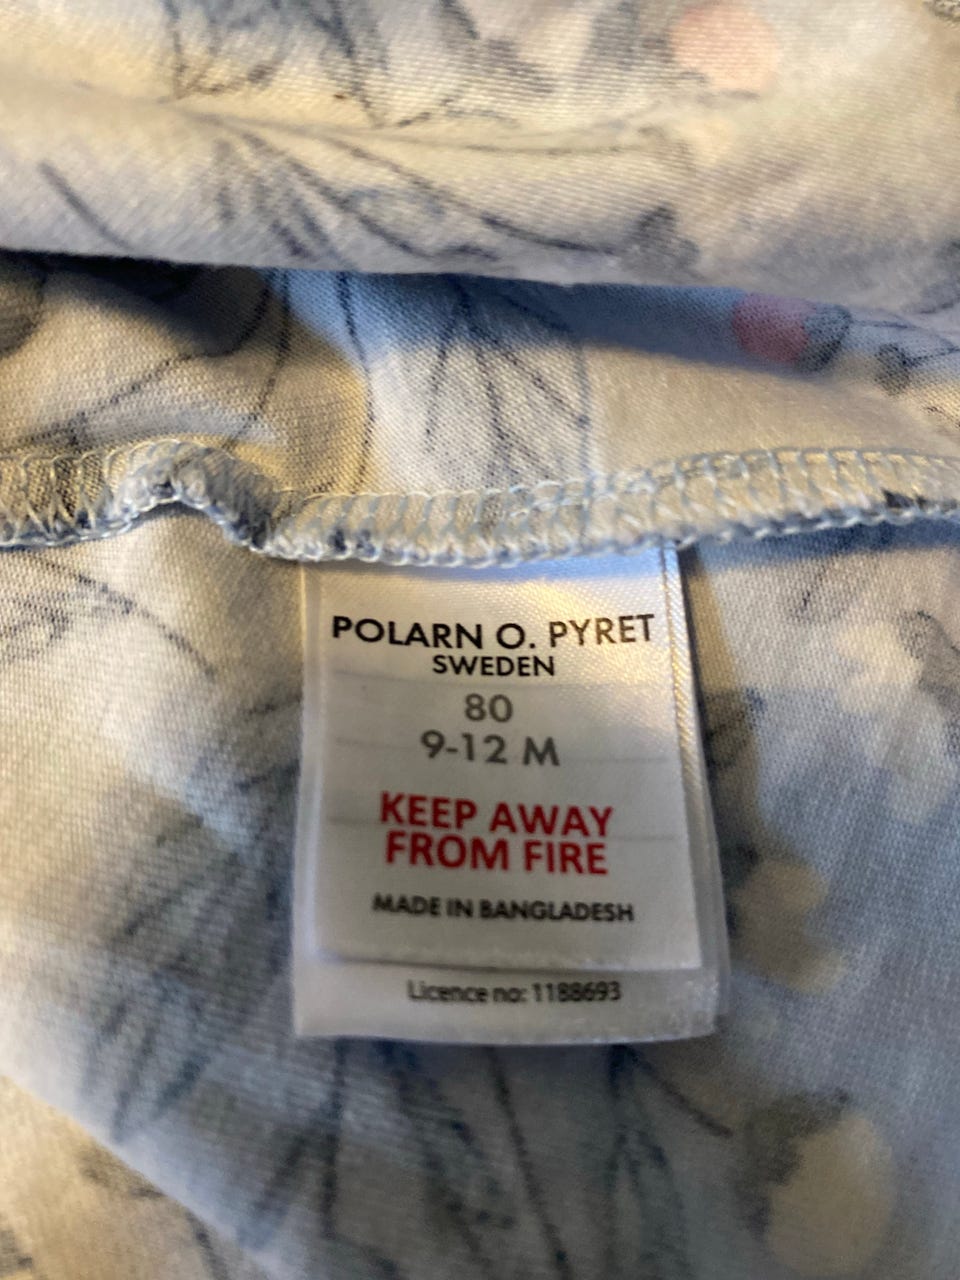 POLARN O. PYRET
SWEDEN
80
9-12 M
KEEP AWAY
FROM FIRE
MADE IN BANGLADESH
Licence no: 1188693